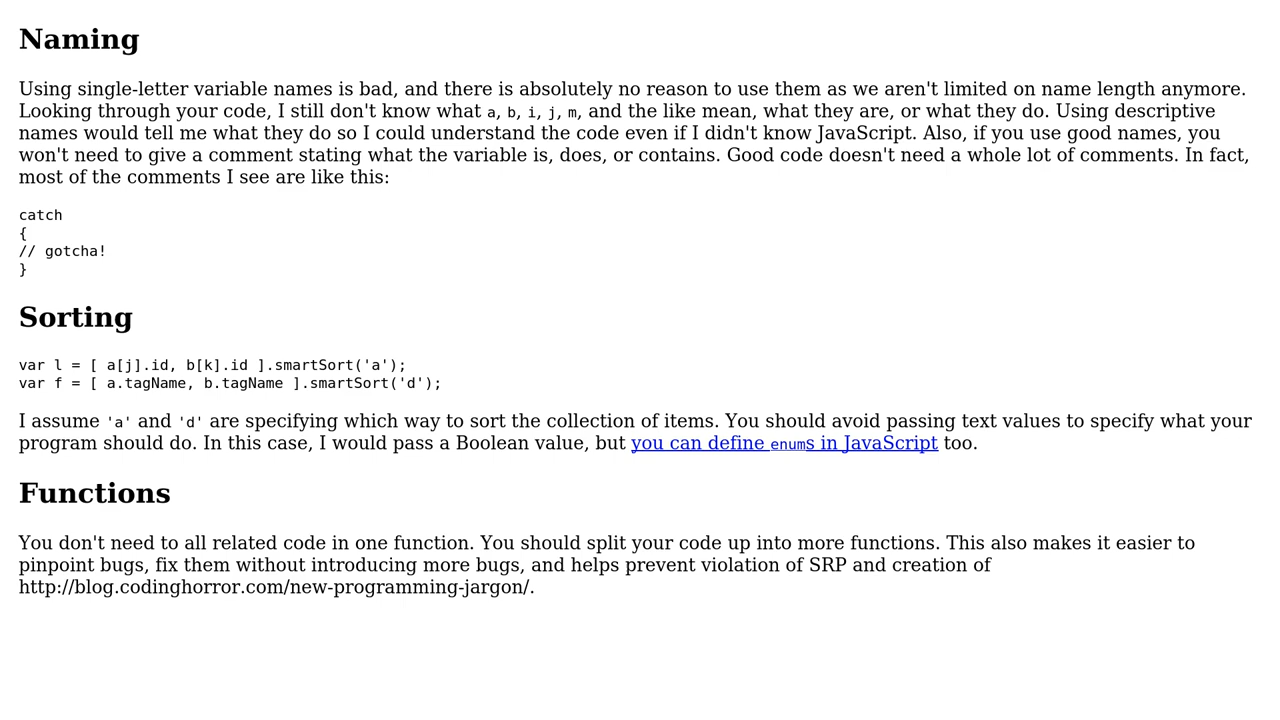 Naming
Using single-letter variable names is bad, and there is absolutely no reason to use them as we aren't limited on name length anymore.
Looking through your code, I still don't know what a, b, i, j, m, and the like mean, what they are, or what they do. Using descriptive
names would tell me what they do so I could understand the code even if I didn't know JavaScript. Also, if you use good names, you
won't need to give a comment stating what the variable is, does, or contains. Good code doesn't need a whole lot of comments. In fact,
most of the comments I see are like this:
catch
{
// gotcha!
}
Sorting
var l = [ a[j].id, b[k].id ].smartSort('a');
var f = [ a.tagName, b.tagName ].smartSort('d');
I assume 'a' and 'd' are specifying which way to sort the collection of items. You should avoid passing text values to specify what your
program should do. In this case, I would pass a Boolean value, but you can define enums in JavaScript too.
Functions
You don't need to all related code in one function. You should split your code up into more functions. This also makes it easier to
pinpoint bugs, fix them without introducing more bugs, and helps prevent violation of SRP and creation of
http://blog.codinghorror.com/new-programming-jargon/.